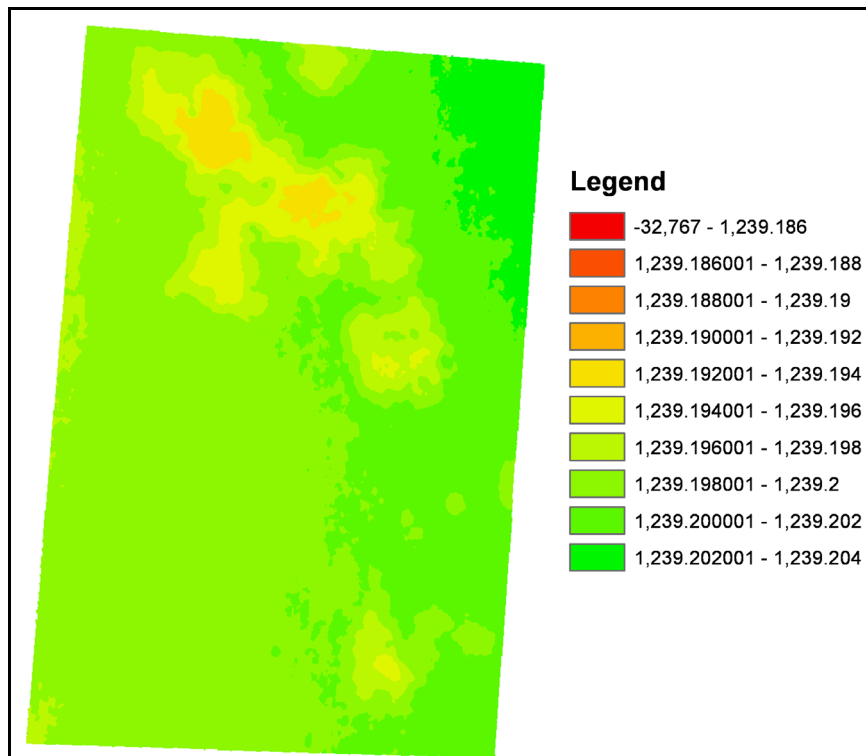 Legend
-32,767 - 1,239.186
1,239.186001 - 1,239.188
1,239.188001 - 1,239.19
1,239.190001 - 1,239.192
1,239.192001 - 1,239.194
1,239.194001 - 1,239.196
1,239.196001 - 1,239.198
1,239.198001 - 1,239.2
1,239.200001 - 1,239.202
1,239.202001 - 1,239.204